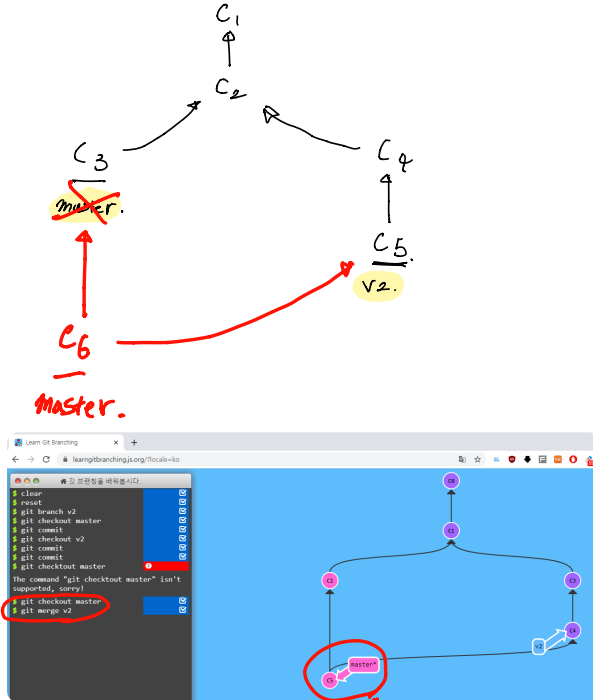 C1
C2
C3
C4
master.
C5.
v2.
C6
master.
Learn Git Branching
learngitbranching.js.org/?locale=ko
깃 브랜칭을 배워봅시다.
$ clear
$ reset
$ git branch v2
$ git checkout master
$ git commit
$ git checkout v2
$ git commit
$ git commit
$ git checktout master
The command "git checktout master" isn't
supported, sorry!
$ git checkout master
$ git merge v2
C0
C1
C2
C3
C4
v2
master*
C5